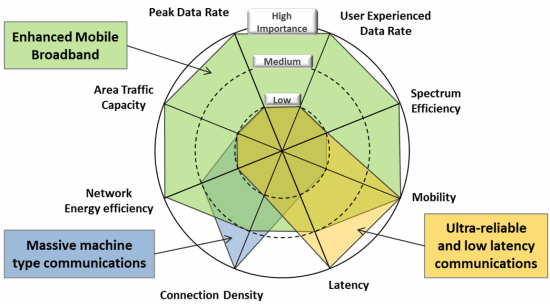 Peak Data Rate
High
Importance
User Experienced
Data Rate
Enhanced Mobile
Broadband
Medium
Area Traffic
Capacity
Low
Spectrum
Efficiency
Network
Energy efficiency
Mobility
Massive machine
type communications
Ultra-reliable
and low latency
communications
Connection Density
Latency